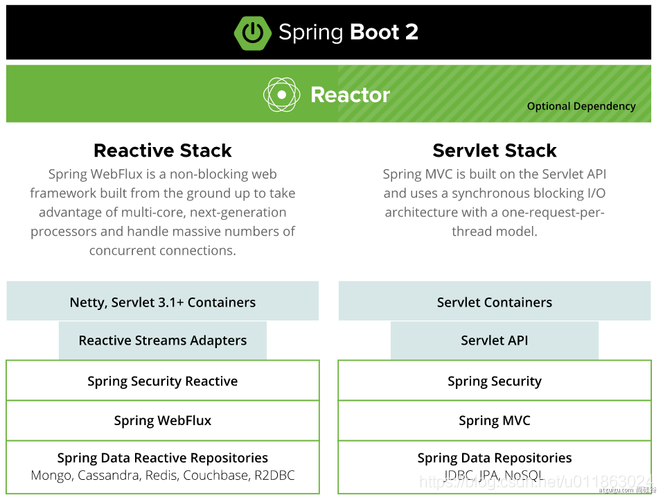 Spring Boot 2
Reactor
Optional Dependency
Reactive Stack
Spring WebFlux is a non-blocking web
framework built from the ground up to take
advantage of multi-core, next-generation
processors and handle massive numbers of
concurrent connections.
Servlet Stack
Spring MVC is built on the Servlet API
and uses a synchronous blocking I/O
architecture with a one-request-per-
thread model.
Netty, Servlet 3.1+ Containers
Reactive Streams Adapters
Spring Security Reactive
Spring WebFlux
Spring Data Reactive Repositories
Mongo, Cassandra, Redis, Couchbase, R2DBC
Servlet Containers
Servlet API
Spring Security
Spring MVC
Spring Data Repositories
JDBC, JPA, NoSQL
https://blog.csdn.net/u011863024